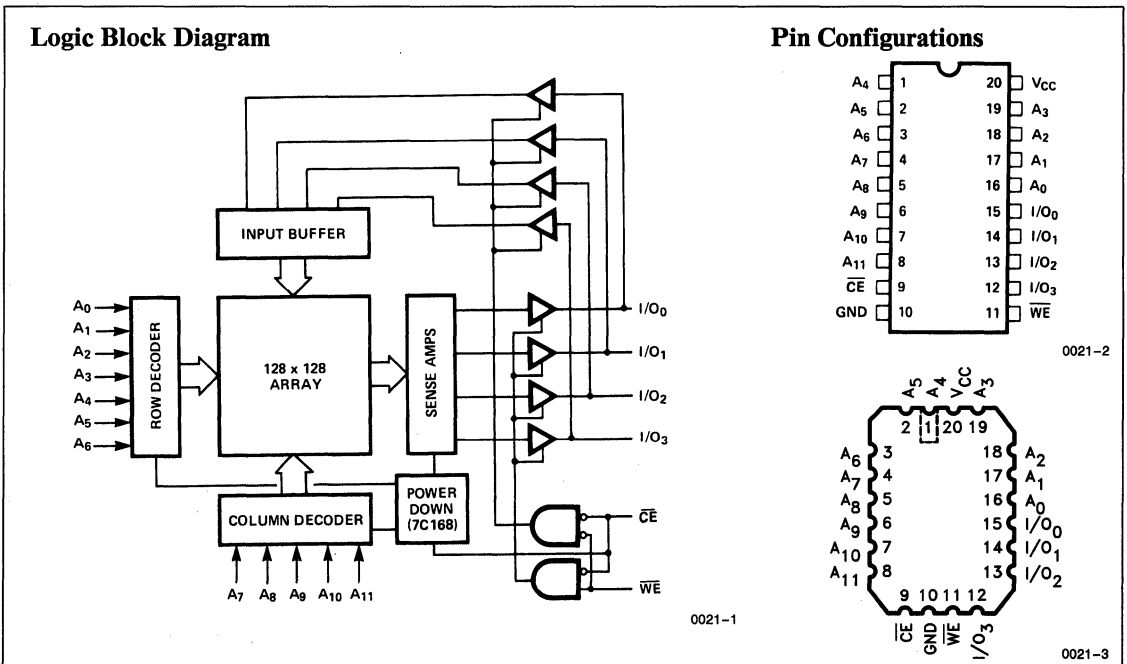 Logic Block Diagram
INPUT BUFFER
A0
A1
A2
A3
A4
A5
A6
ROW DECODER
128 x 128
ARRAY
SENSE AMPS
I/O0
I/O1
I/O2
I/O3
COLUMN DECODER
POWER
DOWN
(7C168)
A7 A8 A9 A10 A11
C̅E̅
W̅E̅
0021-1
Pin Configurations
A4 1 20 VCC
A5 2 19 A3
A6 3 18 A2
A7 4 17 A1
A8 5 16 A0
A9 6 15 I/O0
A10 7 14 I/O1
A11 8 13 I/O2
C̅E̅ 9 12 I/O3
GND 10 11 W̅E̅
0021-2
A5 A4 VCC A3
2 1 20 19
A6 3 18 A2
A7 4 17 A1
A8 5 16 A0
A9 6 15 I/O0
A10 7 14 I/O1
A11 8 13 I/O2
9 10 11 12
C̅E̅ GND W̅E̅ I/O3
0021-3